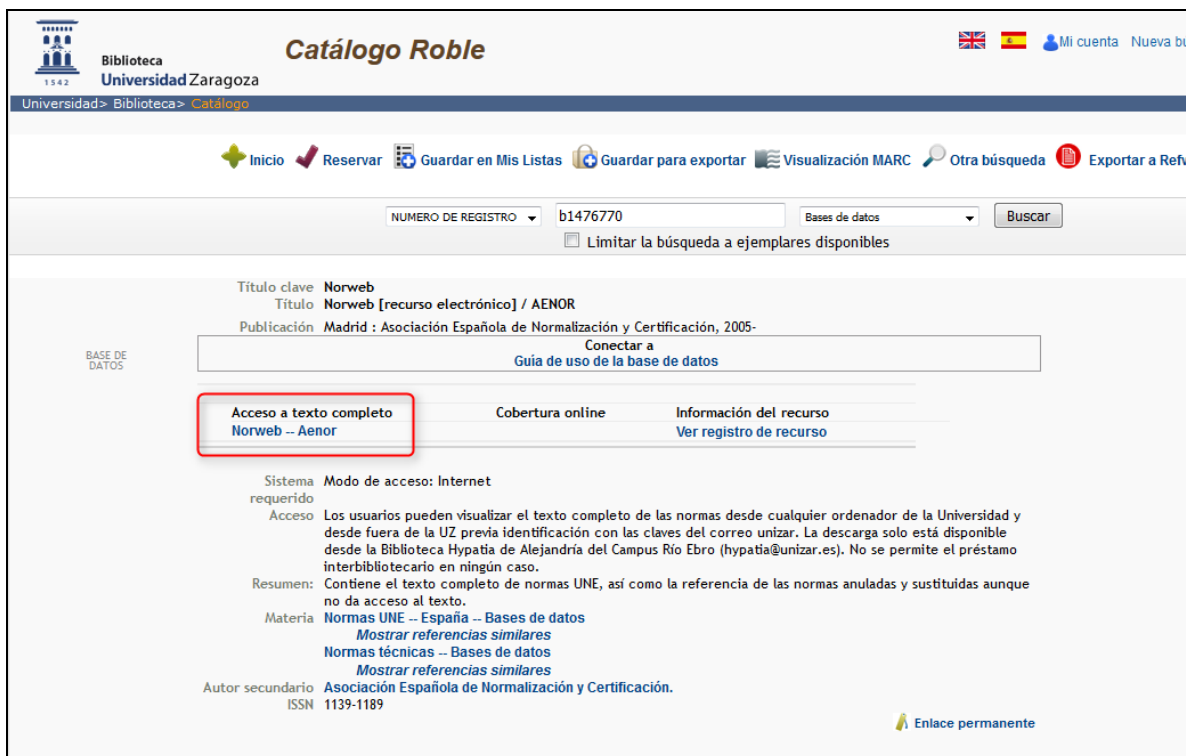 Catálogo Roble
Mi cuenta Nueva
1542
Biblioteca
Universidad Zaragoza
Universidad> Biblioteca> Catálogo
Inicio Reservar Guardar en Mis Listas Guardar para exportar Visualización MARC Otra búsqueda Exportar a
NUMERO DE REGISTRO b1476770 Bases de datos Buscar
Limitar la búsqueda a ejemplares disponibles
Título clave Norweb
Título Norweb [recurso electrónico] / AENOR
Publicación Madrid : Asociación Española de Normalización y Certificación, 2005-
BASE DE
DATOS
Conectar a
Guía de uso de la base de datos
Acceso a texto completo Cobertura online Información del recurso
Norweb -- Aenor Ver registro de recurso
Sistema Modo de acceso: Internet
requerido
Acceso Los usuarios pueden visualizar el texto completo de las normas desde cualquier ordenador de la Universidad y
desde fuera de la UZ previa identificación con las claves del correo unizar. La descarga solo está disponible
desde la Biblioteca Hypatia de Alejandría del Campus Río Ebro (hypatia@unizar.es). No se permite el préstamo
interbibliotecario en ningún caso.
Resumen: Contiene el texto completo de normas UNE, así como la referencia de las normas anuladas y sustituidas aunque
no da acceso al texto.
Materia Normas UNE -- España -- Bases de datos
Mostrar referencias similares
Normas técnicas -- Bases de datos
Mostrar referencias similares
Autor secundario Asociación Española de Normalización y Certificación.
ISSN 1139-1189
Enlace permanente